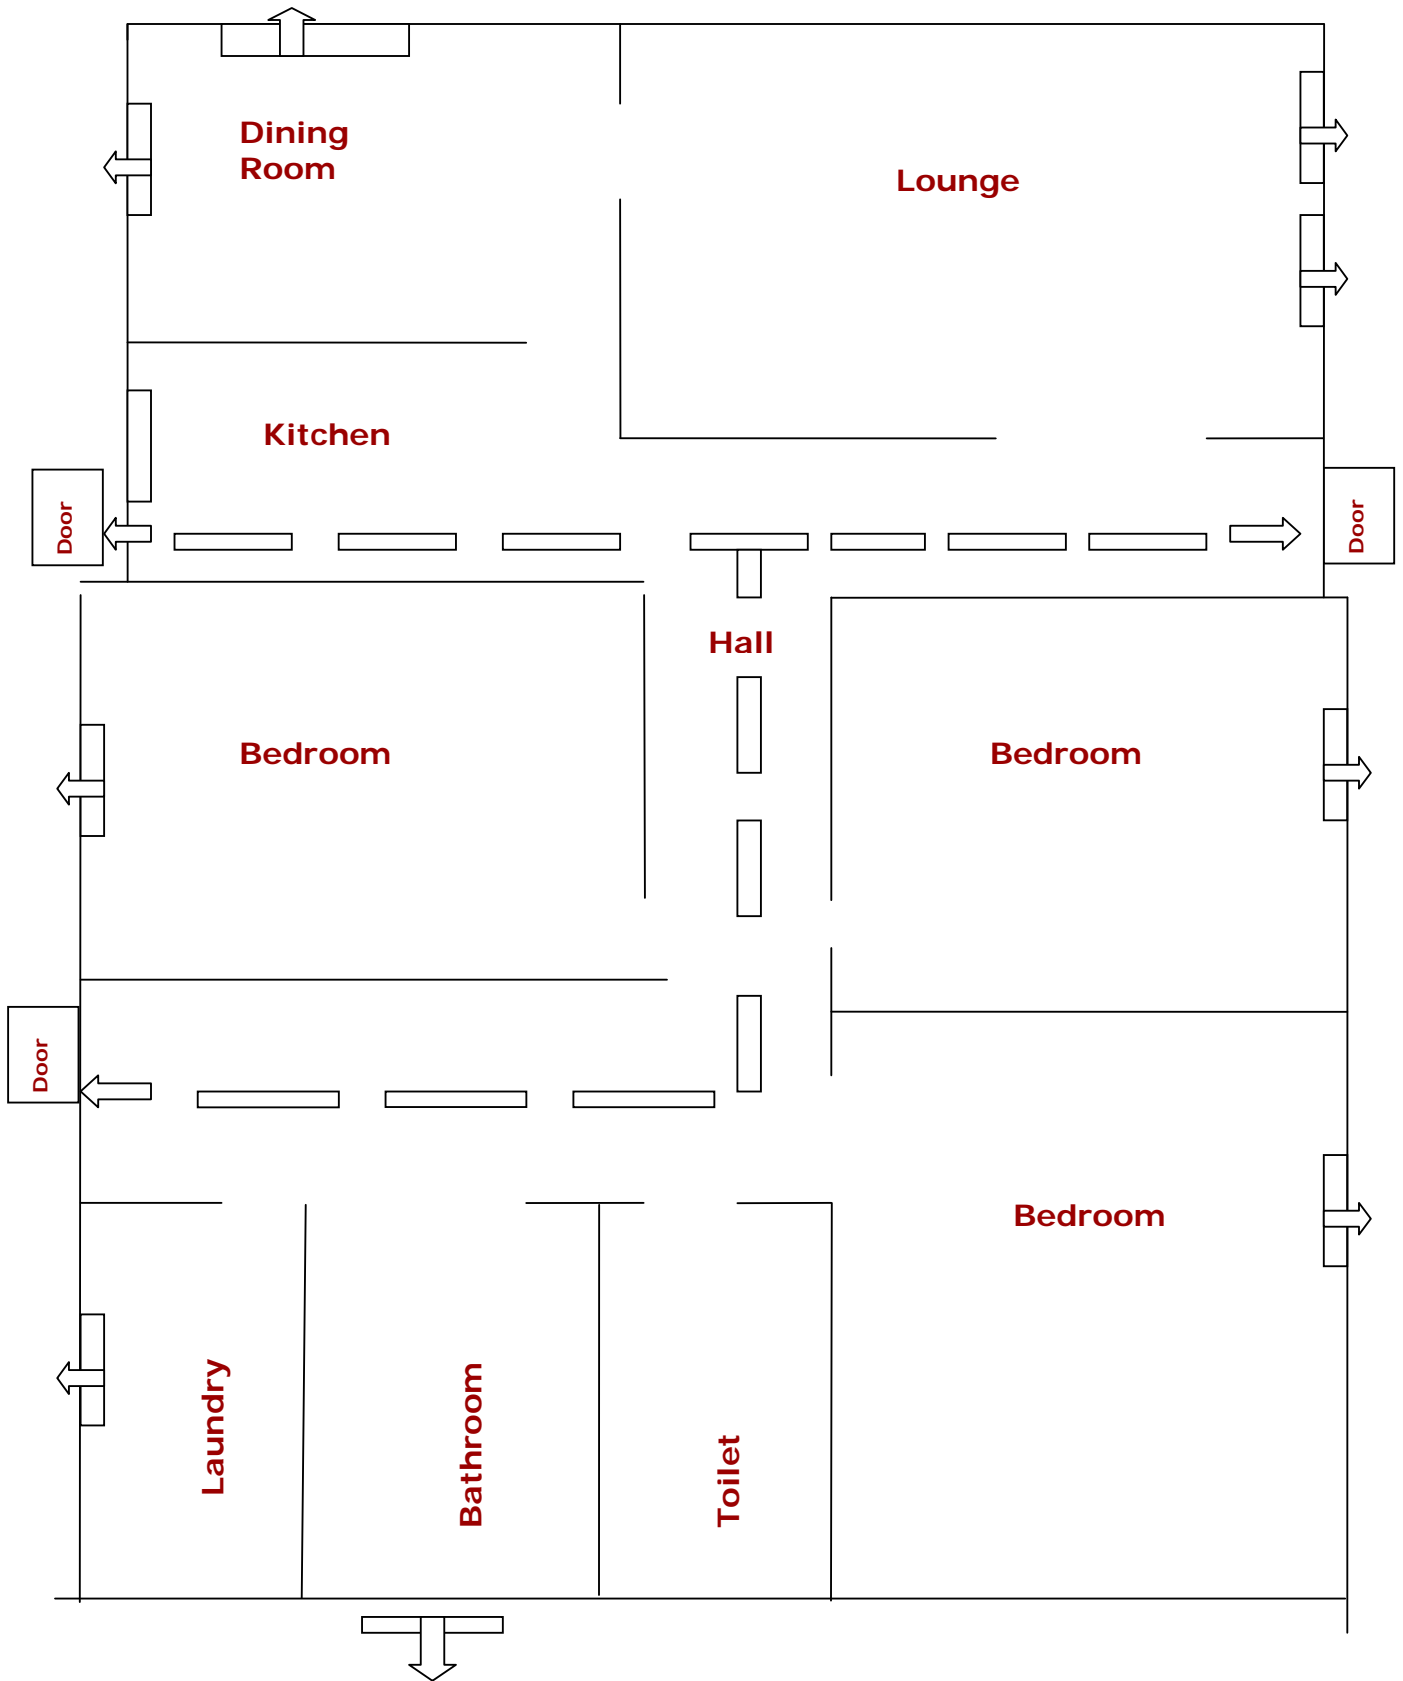 Dining
Room
Lounge
Kitchen
Door
Door
Hall
Bedroom
Bedroom
Door
Bedroom
Laundry
Bathroom
Toilet